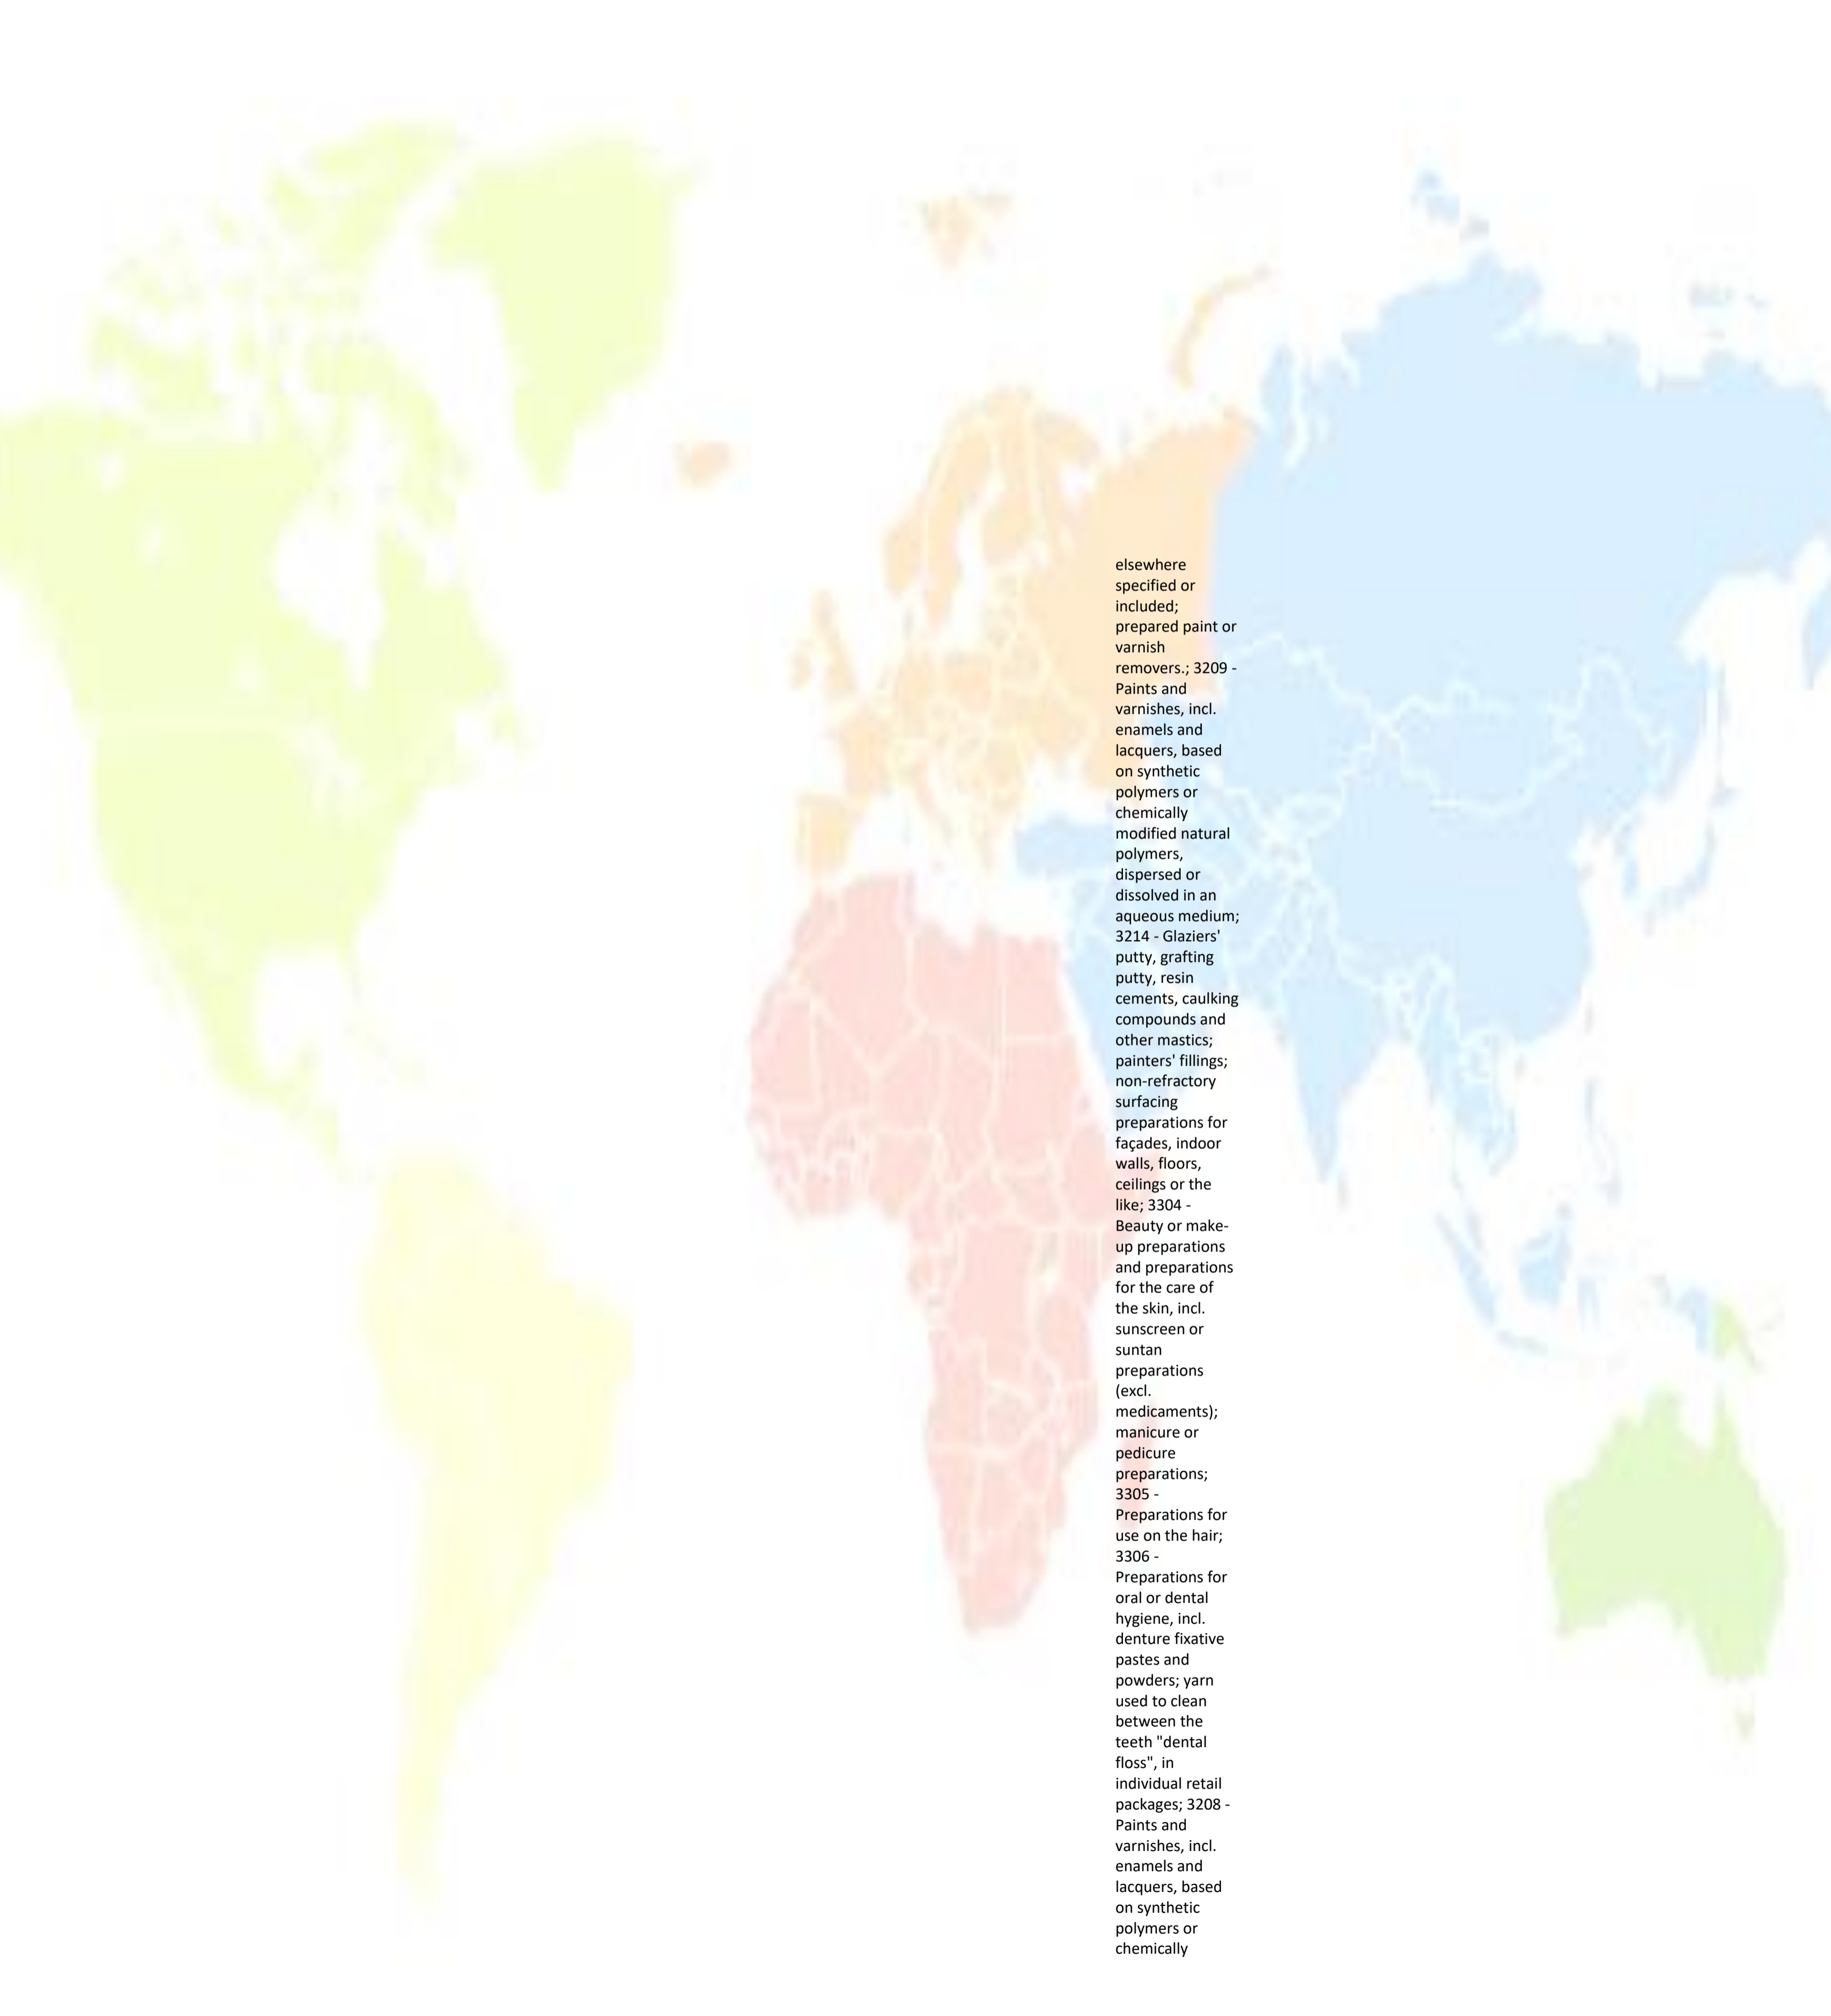 elsewhere
specified or
included;
prepared paint or
varnish
removers.; 3209 -
Paints and
varnishes, incl.
enamels and
lacquers, based
on synthetic
polymers or
chemically
modified natural
polymers,
dispersed or
dissolved in an
aqueous medium;
3214 - Glaziers'
putty, grafting
putty, resin
cements, caulking
compounds and
other mastics;
painters' fillings;
non-refractory
surfacing
preparations for
façades, indoor
walls, floors,
ceilings or the
like; 3304 -
Beauty or make-
up preparations
and preparations
for the care of
the skin, incl.
sunscreen or
suntan
preparations
(excl.
medicaments);
manicure or
pedicure
preparations;
3305 -
Preparations for
use on the hair;
3306 -
Preparations for
oral or dental
hygiene, incl.
denture fixative
pastes and
powders; yarn
used to clean
between the
teeth "dental
floss", in
individual retail
packages; 3208 -
Paints and
varnishes, incl.
enamels and
lacquers, based
on synthetic
polymers or
chemically